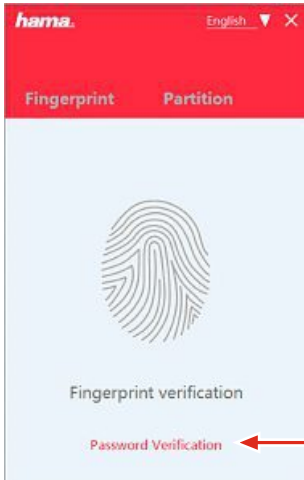 hama.
English
Fingerprint Partition
Fingerprint verification
Password Verification